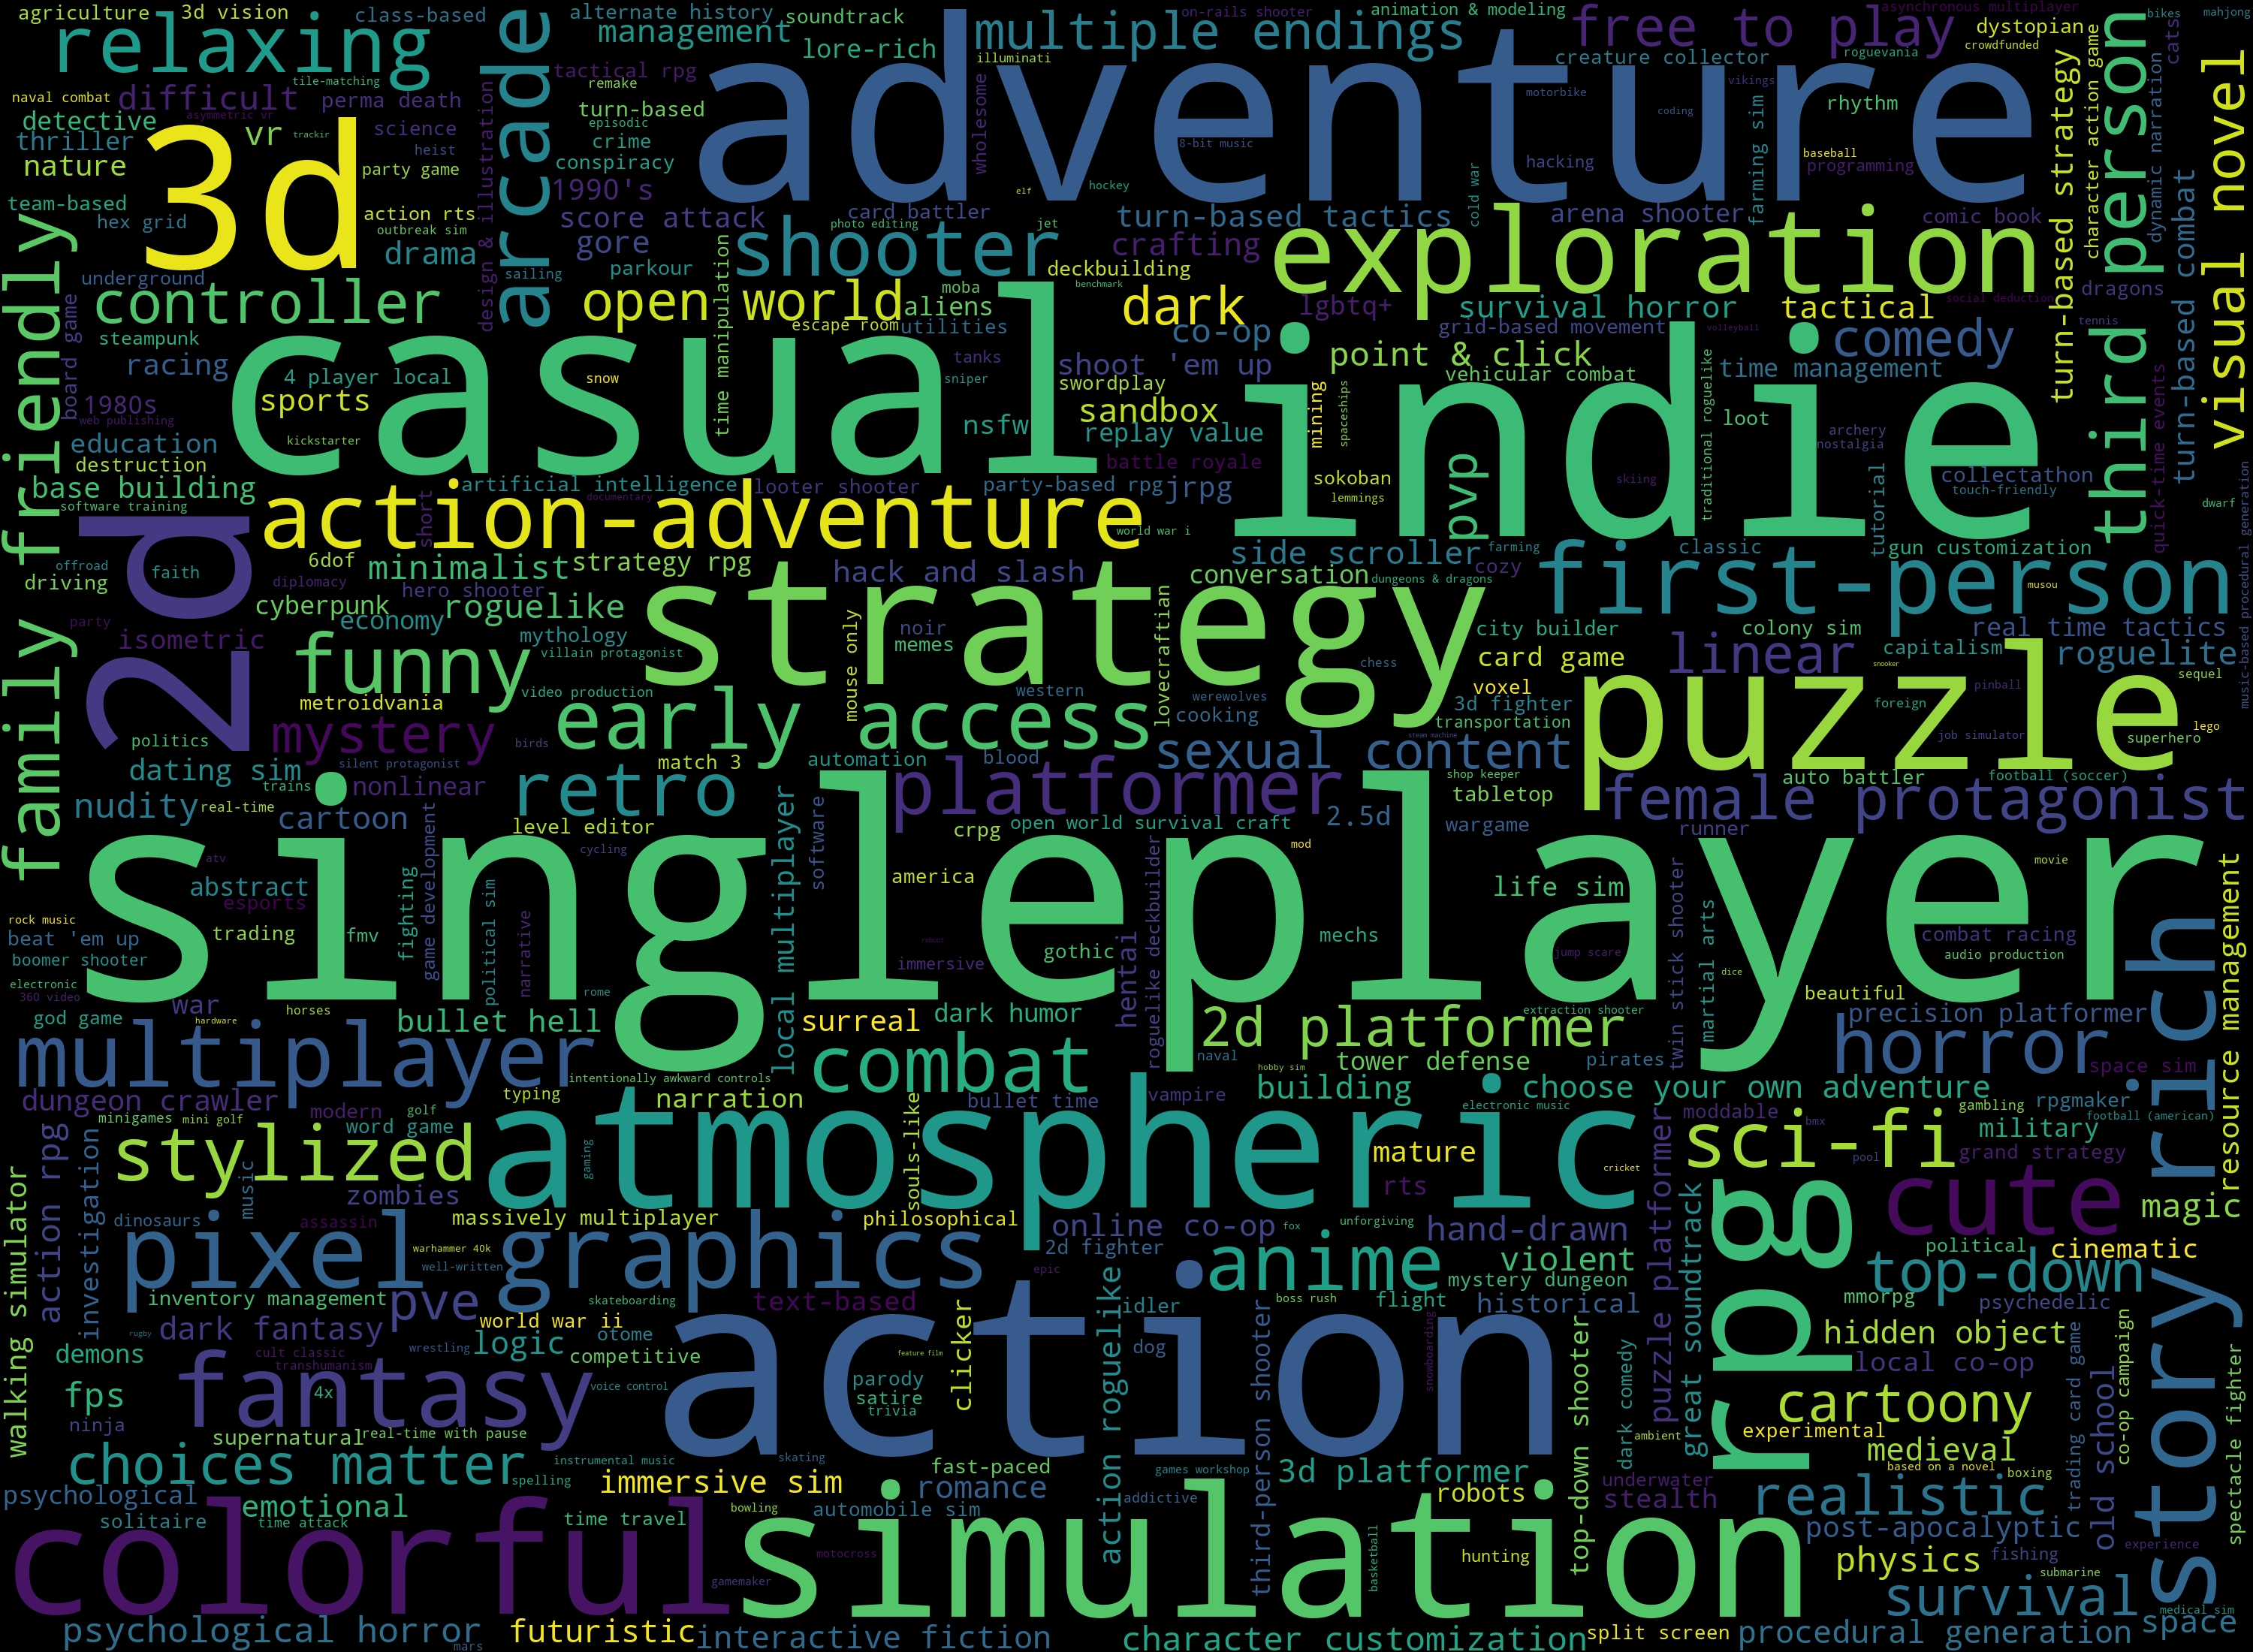 agriculture
3d vision
class-based
alternate history
soundtrack
on-rails shooter
animation & modeling
asynchronous multiplayer
bikes
mahjong
relaxing
arcade
management
lore-rich
multiple endings
free to play
dystopian
crowdfunded
cats
tile-matching
tactical rpg
illuminati
creature collector
roguevania
adventure
naval combat
difficult
perma death
remake
wholesome
motorbike
vikings
turn-based strategy
character action game
third person
dynamic narration
visual novel
detective
asymmetric vr
turn-based
coding
farming sim
rhythm
thriller
3d
vr
trackir
science
episodic
crime
8-bit music
baseball
nature
heist
party game
design & illustration
conspiracy
hacking
programming
team-based
1990's
elf
hockey
cold war
turn-based combat
hex grid
action rts
score attack
card battler
turn-based tactics
arena shooter
comic book
outbreak sim
photo editing
jet
family friendly
drama
gore
shooter
crafting
exploration
underground
sailing
parkour
deckbuilding
dragons
controller
time manipulation
open world
moba
benchmark
dark
lgbtq+
survival horror
tactical
social deduction
board game
steampunk
aliens
escape room
utilities
co-op
grid-based movement
volleyball
comedy
tennis
racing
casual
tanks
shoot 'em up
point & click
time management
4 player local
snow
sniper
swordplay
vehicular combat
quick-time events
1980s
sports
sandbox
mining
spaceships
traditional roguelike
loot
web publishing
nsfw
replay value
indie
archery
education
kickstarter
nostalgia
destruction
battle royale
pvp
skiing
collectathon
base building
artificial intelligence
looter shooter
party-based rpg
jrpg
sokoban
tutorial
touch-friendly
music-based procedural generation
software training
short
documentary
lemmings
dwarf
2d
action-adventure
world war i
offroad
6dof
minimalist
strategy rpg
hack and slash
side scroller
farming
classic
gun customization
driving
faith
diplomacy
hero shooter
strategy
conversation
dungeons & dragons
cozy
first-person
musou
cyberpunk
roguelike
lovecraftian
party
economy
mouse only
noir
city builder
colony sim
real time tactics
isometric
mythology
memes
funny
villain protagonist
chess
card game
linear
snooker
capitalism
roguelite
sequel
video production
western
werewolves
voxel
puzzle
pinball
metroidvania
cooking
3d fighter
foreign
mystery
early access
transportation
lego
politics
birds
steam machine
job simulator
superhero
dating sim
silent protagonist
match 3
automation
blood
sexual content
shop keeper
auto battler
football (soccer)
trains
nonlinear
retro
platformer
tabletop
female protagonist
nudity
real-time
cartoon
game development
level editor
local multiplayer
crpg
open world survival craft
2.5d
wargame
runner
singleplayer
atv
cycling
software
mod
movie
abstract
america
life sim
esports
roguelike deckbuilder
twin stick shooter
resource management
rock music
trading
fmv
fighting
political sim
narrative
reboot
mechs
martial arts
combat racing
beat 'em up
gothic
jump scare
audio production
boomer shooter
immersive
hentai
dice
rich
electronic
360 video
rome
beautiful
war
horses
extraction shooter
god game
hardware
bullet hell
surreal
dark humor
2d platformer
precision platformer
multiplayer
combat
naval
tower defense
pirates
horror
space sim
intentionally awkward controls
hobby sim
dungeon crawler
typing
narration
bullet time
vampire
building
choose your own adventure
modern
golf
electronic music
moddable
gambling
rpgmaker
minigames
mini golf
word game
souls-like
puzzle platformer
bmx
football (american)
action rpg
investigation
stylized
gaming
atmospheric
mature
sci-fi
military
pool
grand strategy
cricket
walking simulator
music
zombies
rts
great soundtrack
rpg
cute
magic
dinosaurs
assassin
massively multiplayer
philosophical
online co-op
fox
unforgiving
hand-drawn
pixel graphics
warhammer 40k
2d fighter
anime
violent
political
cinematic
well-written
epic
mystery dungeon
top-down
inventory management
pve
skateboarding
text-based
clicker
action roguelike
idler
boss rush
flight
historical
mmorpg
psychedelic
story
dark fantasy
world war ii
third-person shooter
snowboarding
top-down shooter
hidden object
co-op campaign
rugby
logic
otome
action
dog
dark comedy
demons
cult classic
wrestling
competitive
feature film
local co-op
trading card game
fps
transhumanism
4x
voice control
parody
satire
trivia
old school
cartoony
spectacle fighter
ninja
fantasy
experimental
supernatural
real-time with pause
ambient
medieval
choices matter
instrumental music
skating
fast-paced
games workshop
3d platformer
based on a novel
boxing
spelling
immersive sim
romance
robots
underwater
psychological
emotional
bowling
automobile sim
addictive
stealth
realistic
solitaire
time attack
time travel
post-apocalyptic
colorful
motocross
simulation
basketball
hunting
physics
fishing
experience
gamemaker
submarine
survival
medical sim
psychological horror
mars
futuristic
interactive fiction
character customization
split screen
procedural generation
space